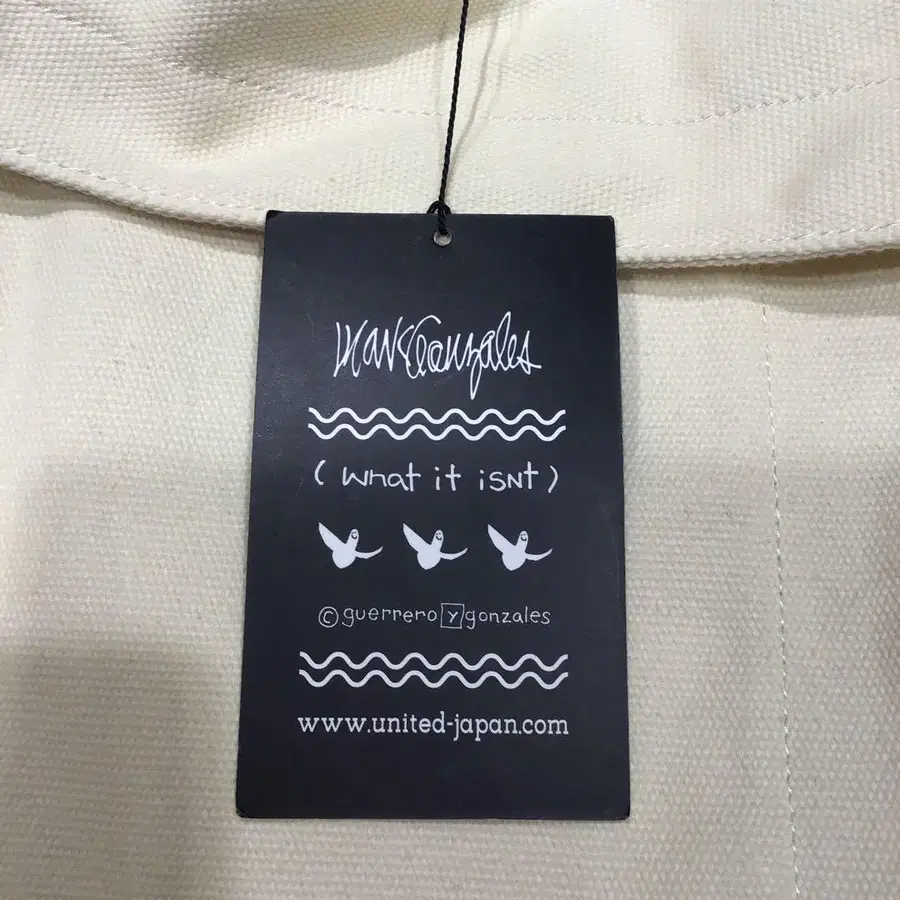 Mark Gonzales
( what it isNt )
© guerrero y gonzales
www.united-japan.com